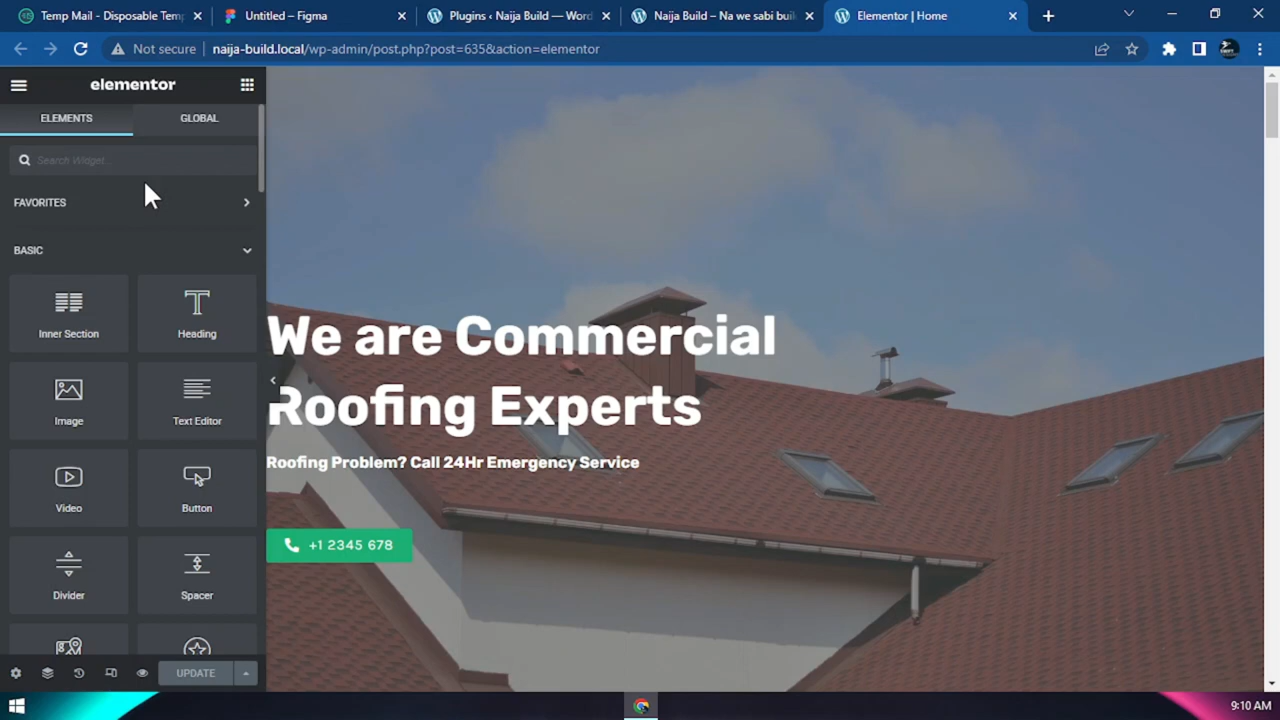 Temp Mail - Disposable Temp
Untitled – Figma
Plugins ‹ Naija Build — Word
Naija Build – Na we sabi buil
Elementor | Home
Not secure
naija-build.local/wp-admin/post.php?post=635&action=elementor
elementor
ELEMENTS
GLOBAL
Search Widget...
FAVORITES
BASIC
Inner Section
Heading
Image
Text Editor
Video
Button
Divider
Spacer
UPDATE
We are Commercial
Roofing Experts
Roofing Problem? Call 24Hr Emergency Service
+1 2345 678
9:10 AM